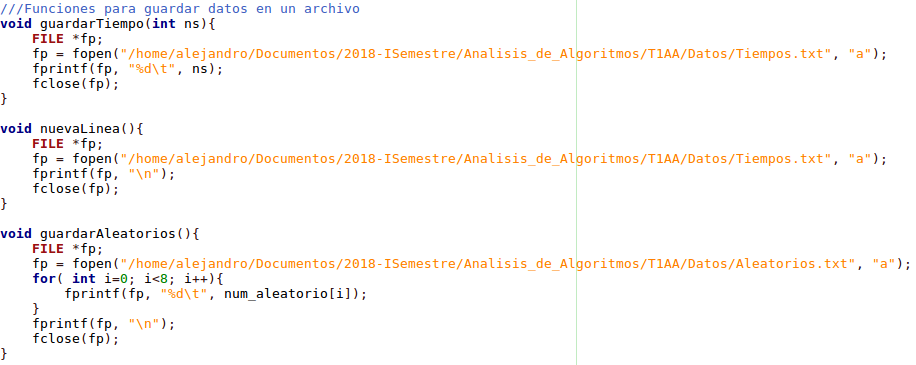 ///Funciones para guardar datos en un archivo
void guardarTiempo(int ns){
    FILE *fp;
    fp = fopen("/home/alejandro/Documentos/2018-ISemestre/Analisis_de_Algoritmos/T1AA/Datos/Tiempos.txt", "a");
    fprintf(fp, "%d\t", ns);
    fclose(fp);
}

void nuevaLinea(){
    FILE *fp;
    fp = fopen("/home/alejandro/Documentos/2018-ISemestre/Analisis_de_Algoritmos/T1AA/Datos/Tiempos.txt", "a");
    fprintf(fp, "\n");
    fclose(fp);
}

void guardarAleatorios(){
    FILE *fp;
    fp = fopen("/home/alejandro/Documentos/2018-ISemestre/Analisis_de_Algoritmos/T1AA/Datos/Aleatorios.txt", "a");
    for( int i=0; i<8; i++){
        fprintf(fp, "%d\t", num_aleatorio[i]);
    }
    fprintf(fp, "\n");
    fclose(fp);
}